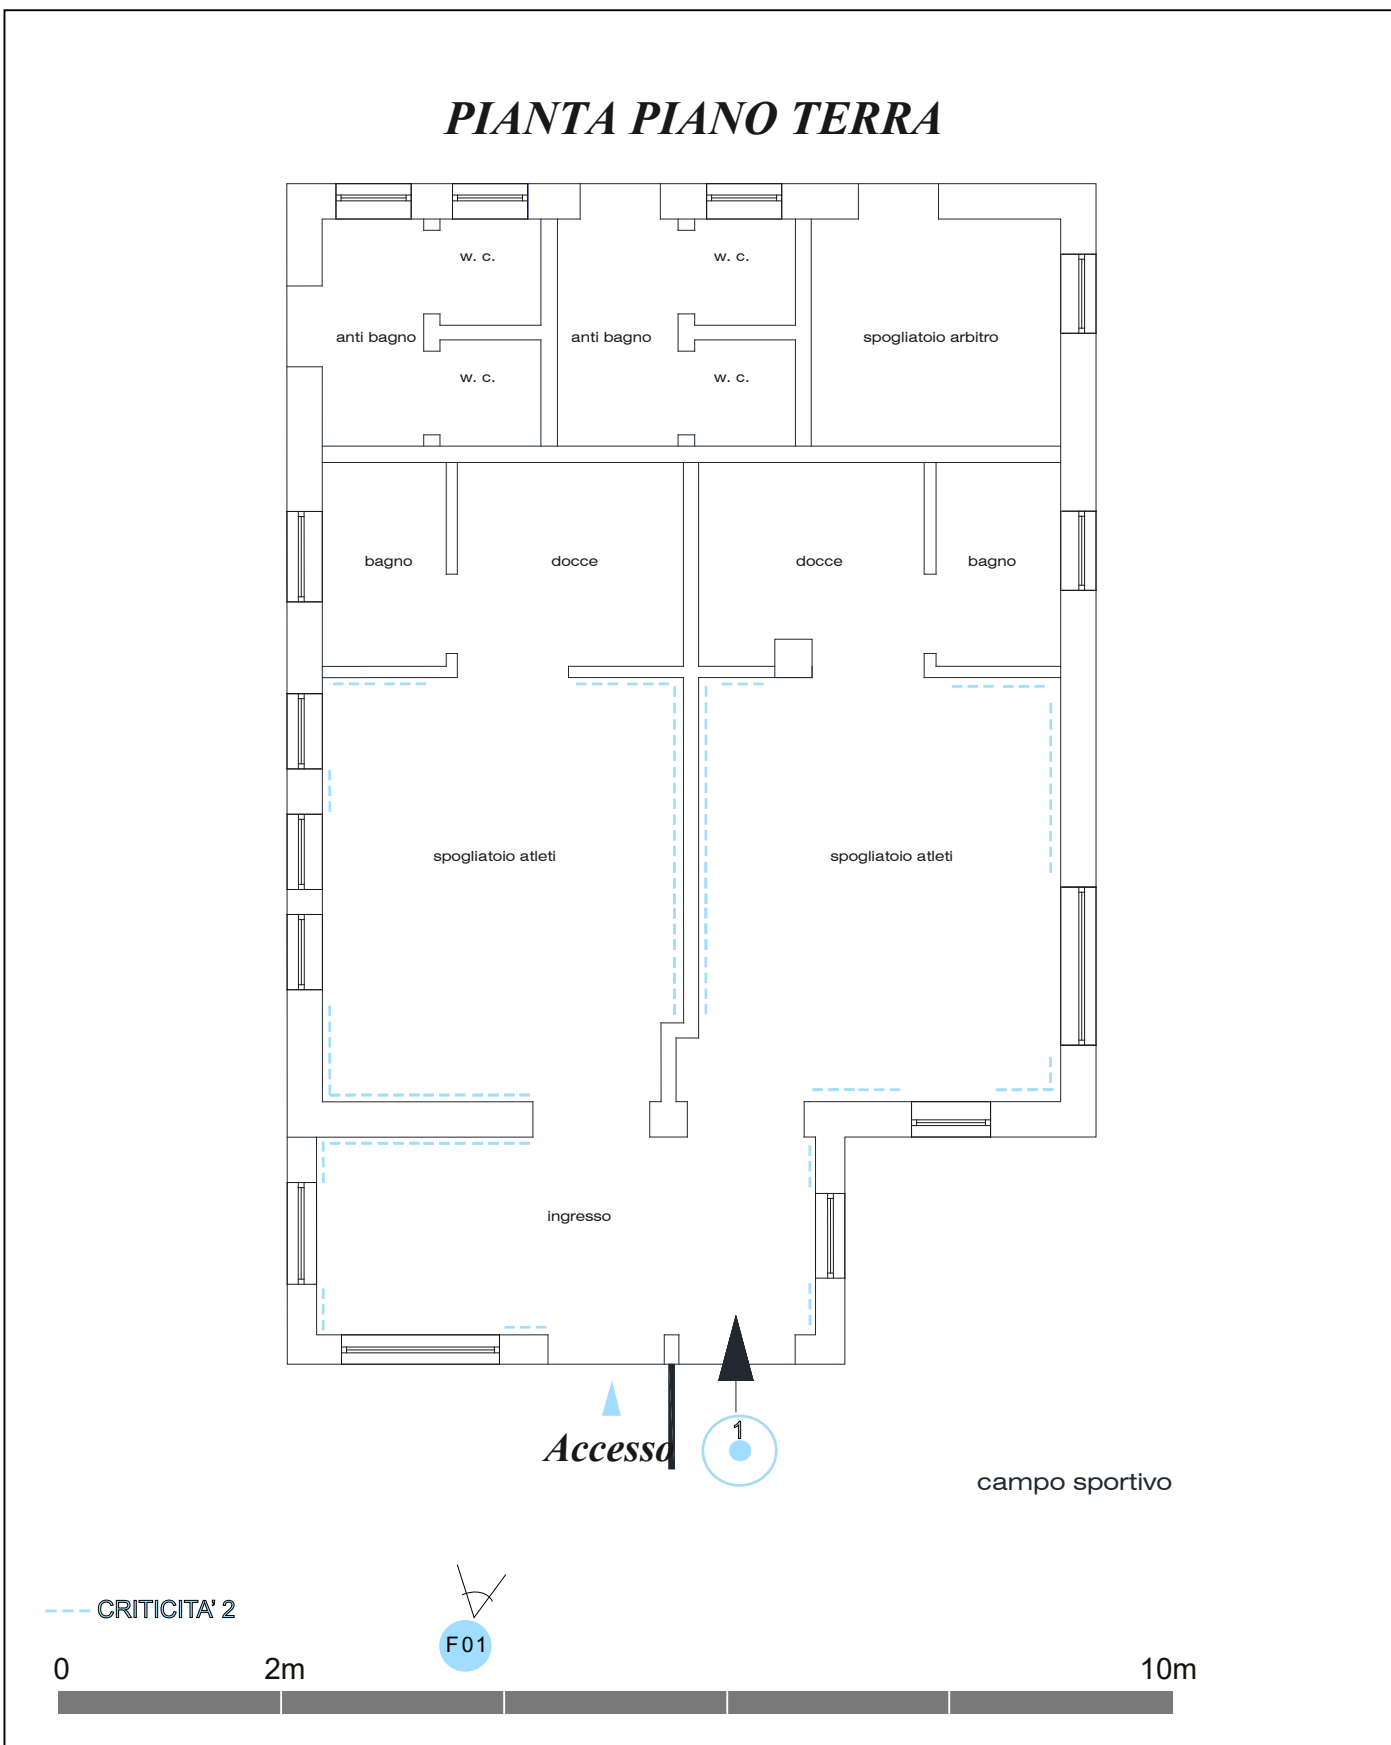 PIANTA PIANO TERRA
w. c.
w. c.
anti bagno
anti bagno
spogliatoio arbitro
w. c.
w. c.
bagno
docce
docce
bagno
spogliatoio atleti
spogliatoio atleti
ingresso
1
Accesso
campo sportivo
CRITICITA' 2
F01
0
2m
10m